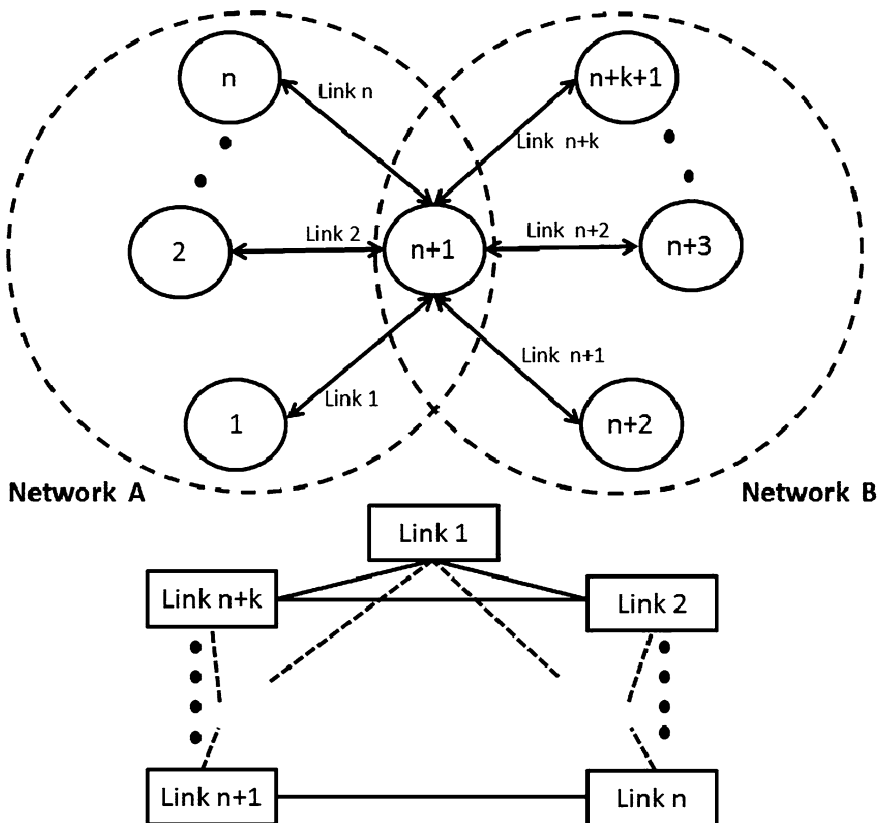 n
n+k+1
Link n
Link n+k
2
Link 2
n+1
Link n+2
n+3
Link n+1
Link 1
1
n+2
Network A
Network B
Link 1
Link n+k
Link 2
Link n+1
Link n